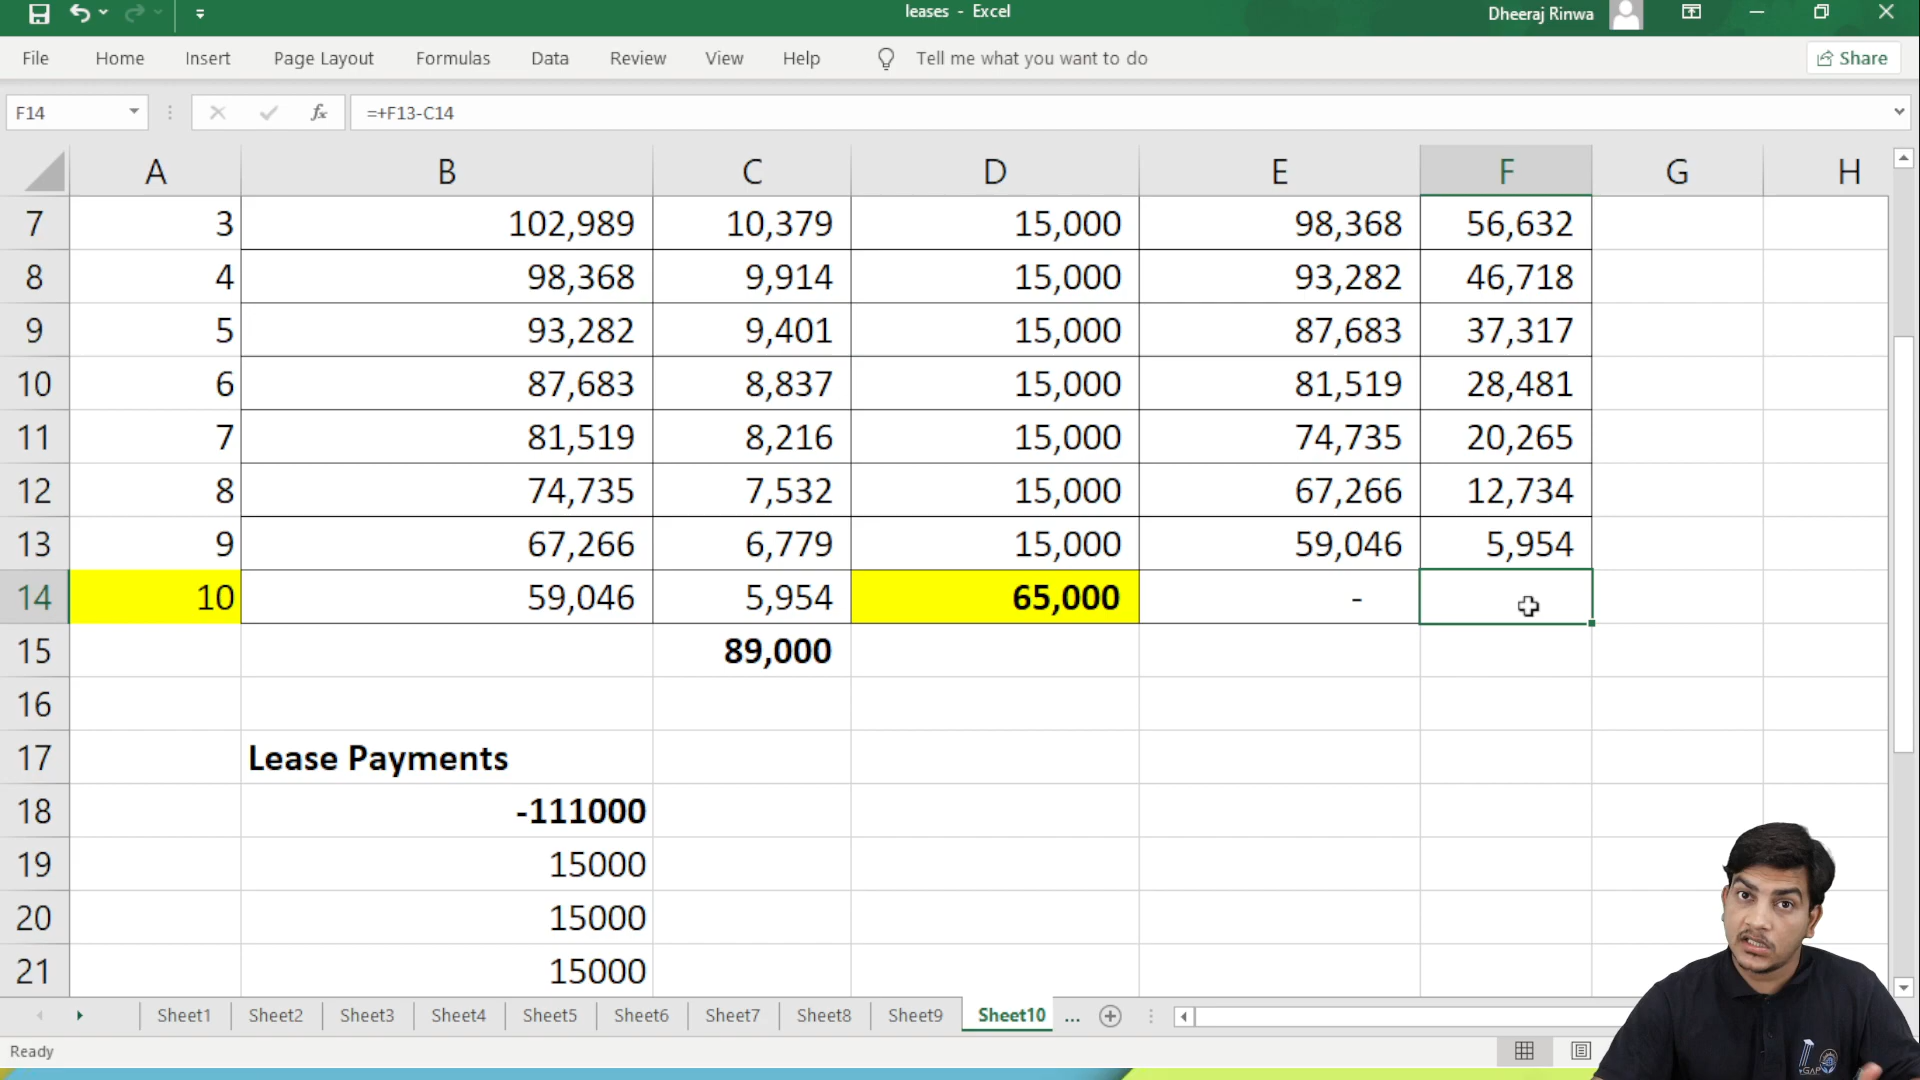 leases - Excel
Dheeraj Rinwa
File Home Insert Page Layout Formulas Data Review View Help Tell me what you want to do Share
F14 fx =+F13-C14
A B C D E F G H
7 3 102,989 10,379 15,000 98,368 56,632
8 4 98,368 9,914 15,000 93,282 46,718
9 5 93,282 9,401 15,000 87,683 37,317
10 6 87,683 8,837 15,000 81,519 28,481
11 7 81,519 8,216 15,000 74,735 20,265
12 8 74,735 7,532 15,000 67,266 12,734
13 9 67,266 6,779 15,000 59,046 5,954
14 10 59,046 5,954 65,000 -
15 89,000
16
17 Lease Payments
18 -111000
19 15000
20 15000
21 15000
Sheet1 Sheet2 Sheet3 Sheet4 Sheet5 Sheet6 Sheet7 Sheet8 Sheet9 Sheet10 ...
Ready